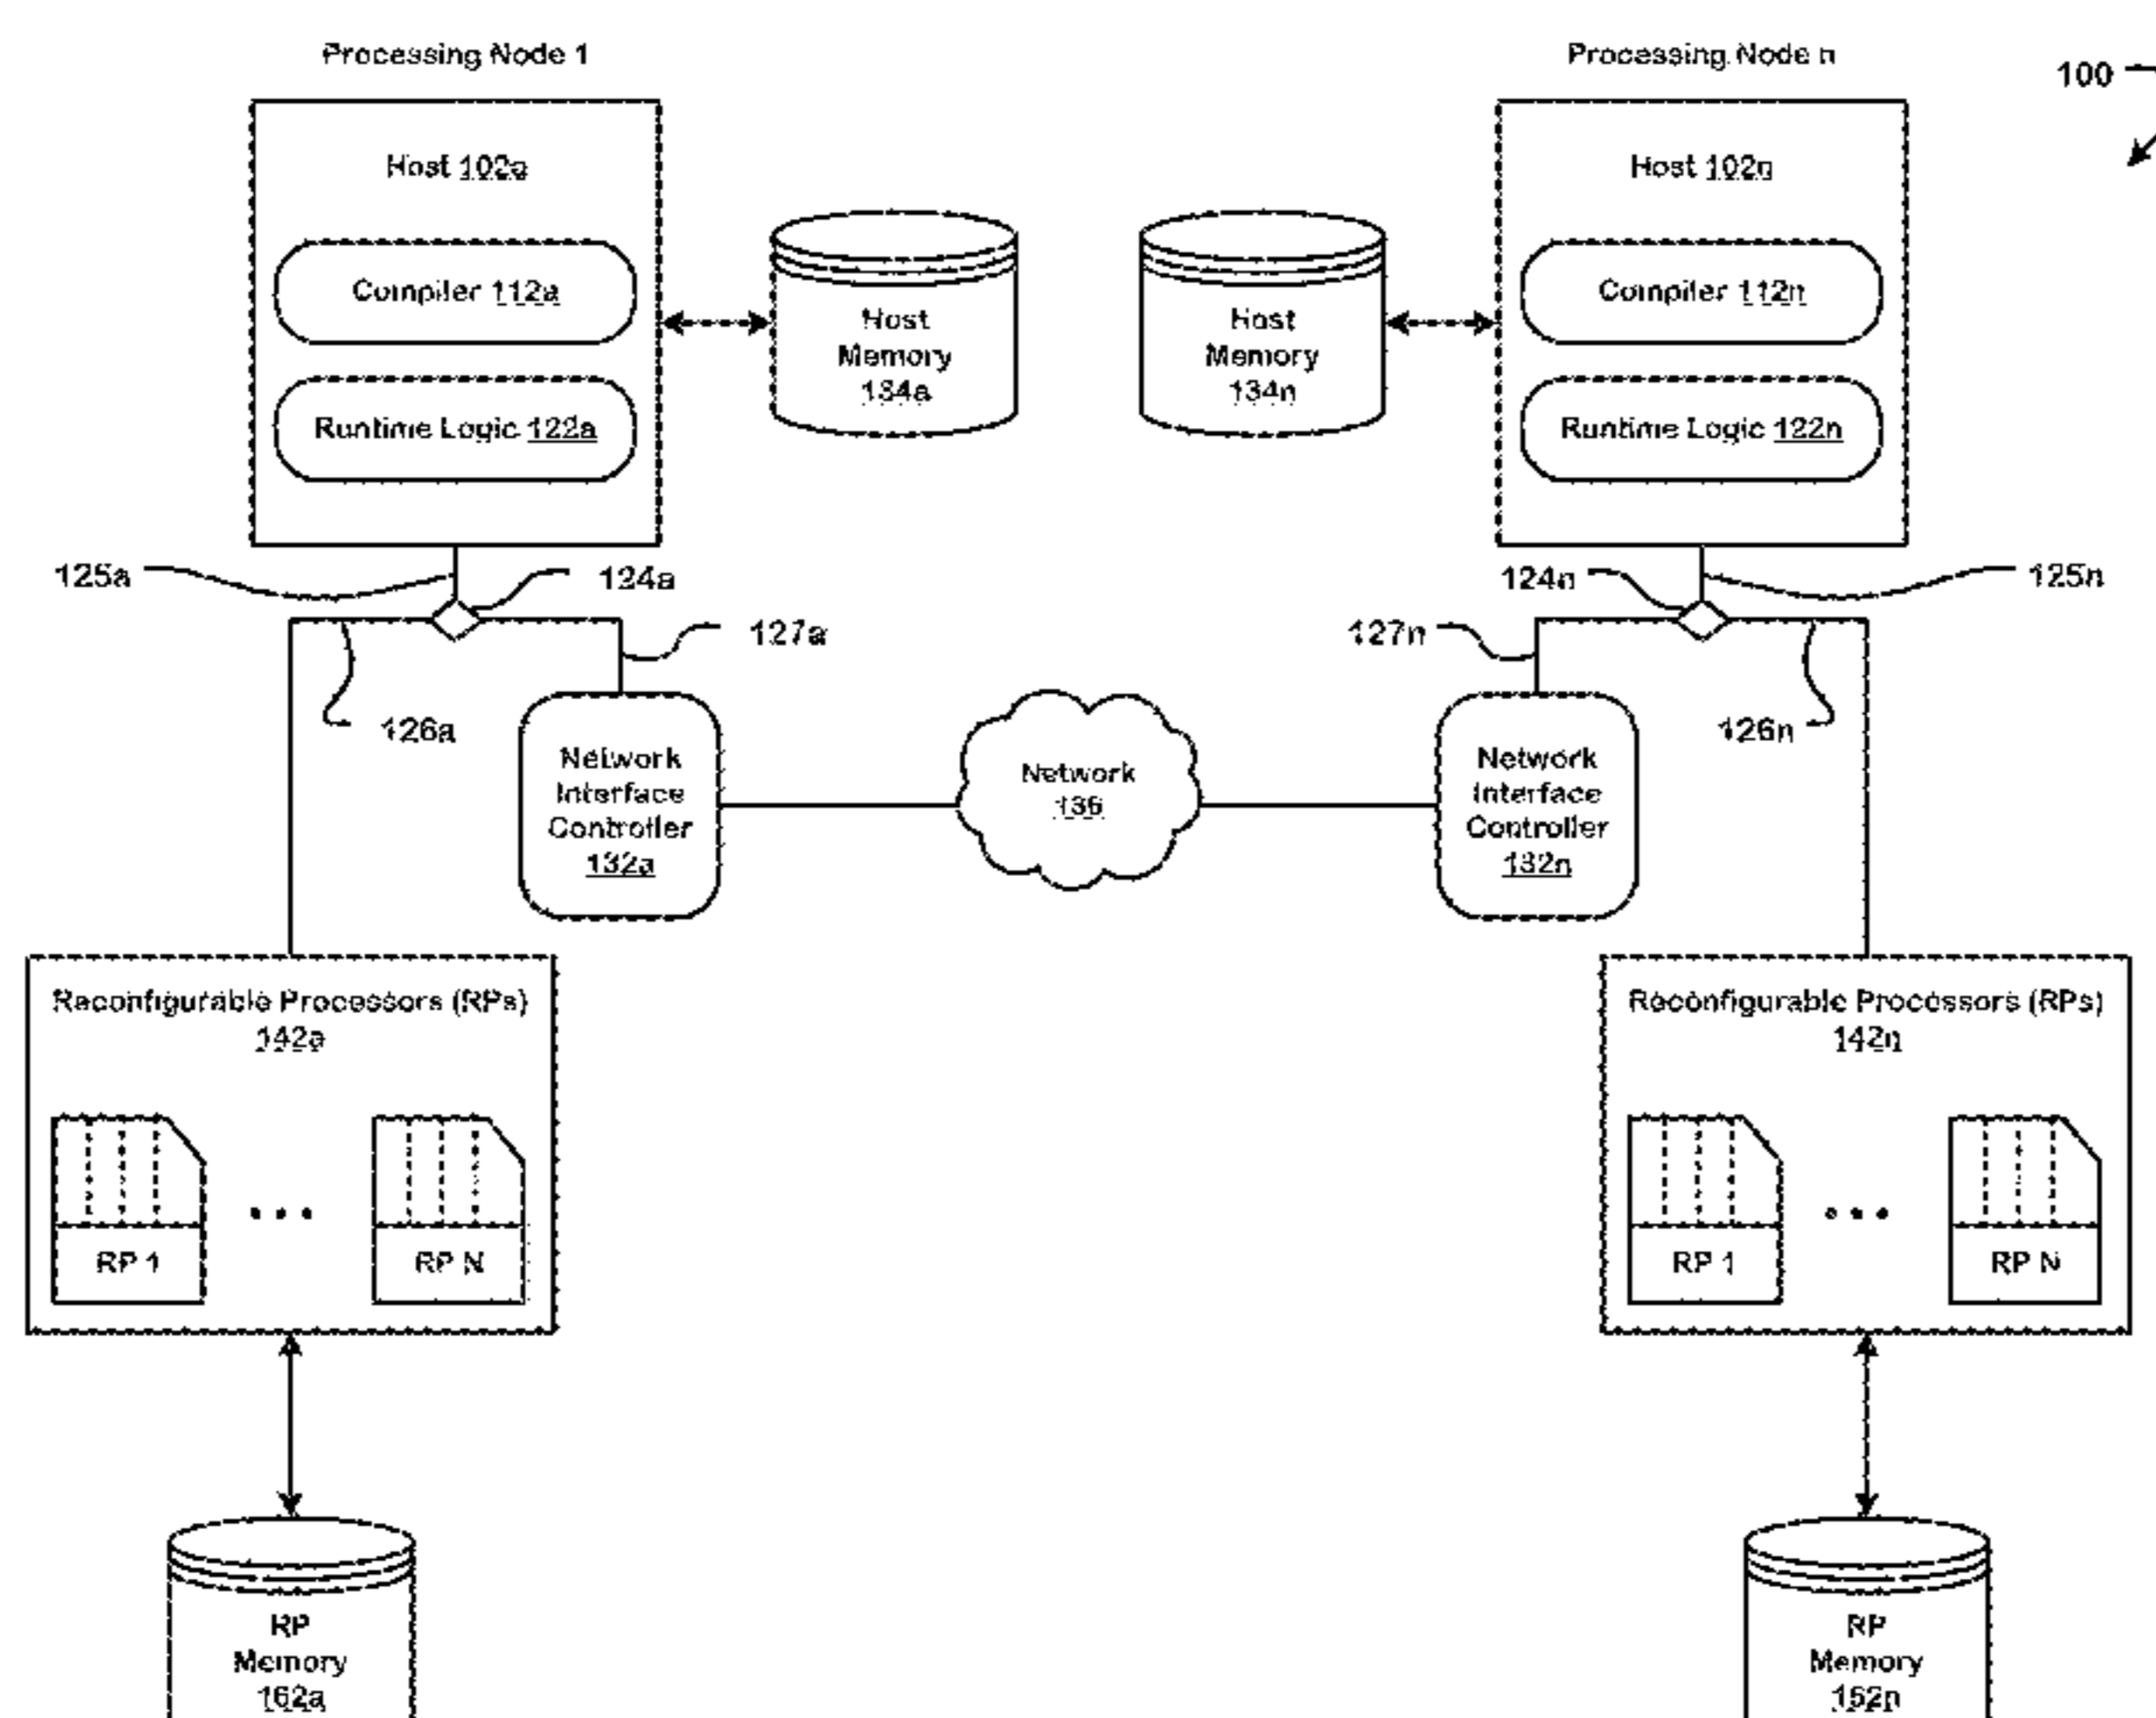 Processing Node 1
Processing Node n
100
Host 102a
Host 102n
Compiler 112a
Compiler 112n
Host
Memory
134a
Host
Memory
134n
Runtime Logic 122a
Runtime Logic 122n
125a
124a
124n
125n
127a
127n
126a
126n
Network
Interface
Controller
132a
Network
136
Network
Interface
Controller
132n
Reconfigurable Processors (RPs)
142a
Reconfigurable Processors (RPs)
142n
RP 1
• • •
RP N
RP 1
• • •
RP N
RP
Memory
162a
RP
Memory
162n